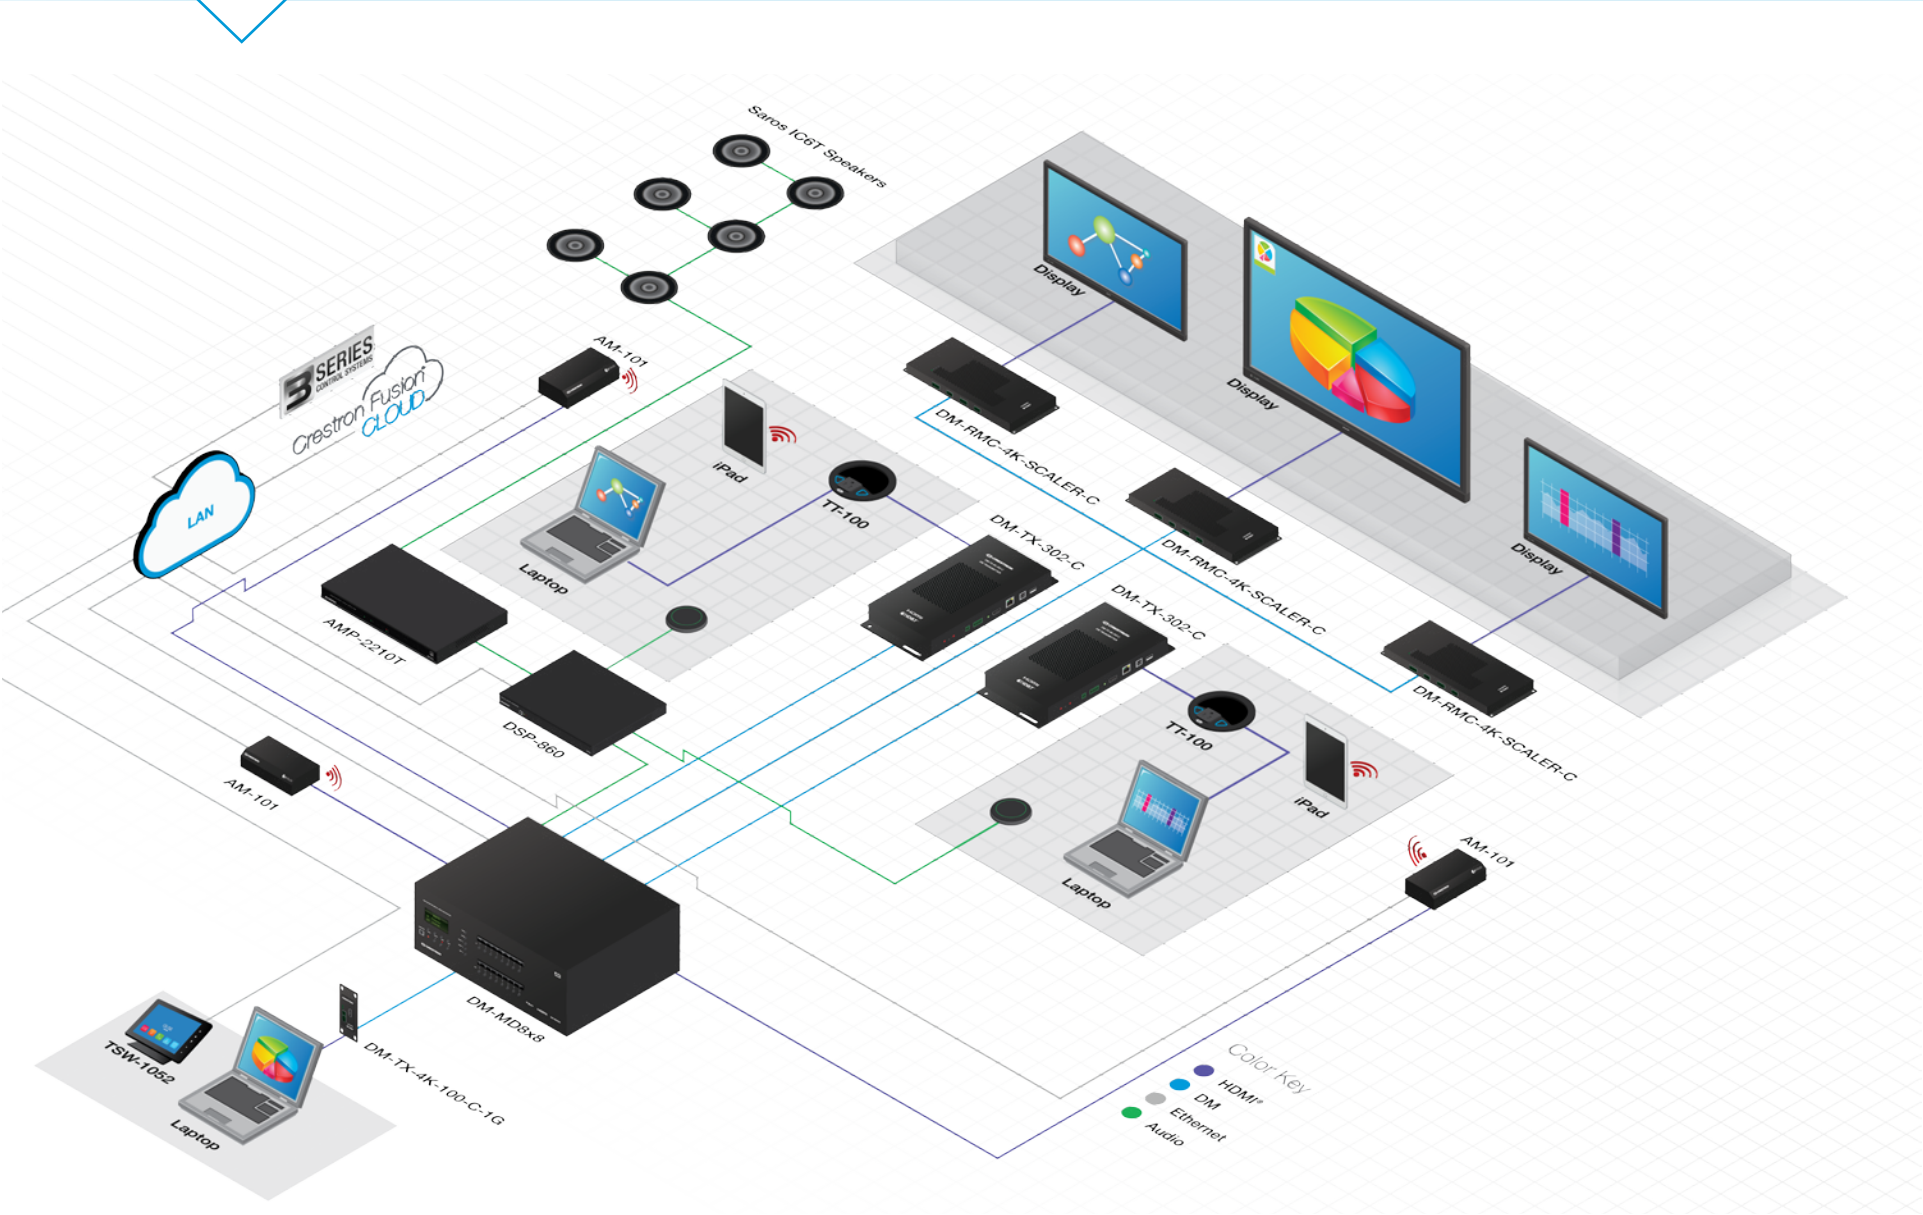 Saros IC6T Speakers
Display
AM-101
3 SERIES
CONTROL SYSTEMS
Crestron Fusion
CLOUD
Display
DM-RMC-4K-SCALER-C
iPad
LAN
TT-100
DM-TX-302-C
DM-RMC-4K-SCALER-C
Display
Laptop
DM-TX-302-C
AMP-2210T
DM-RMC-4K-SCALER-C
DSP-860
TT-100
AM-101
iPad
AM-101
Laptop
DM-MD8x8
TSW-1052
DM-TX-4K-100-C-1G
Laptop
Color Key
HDMI®
DM
Ethernet
Audio